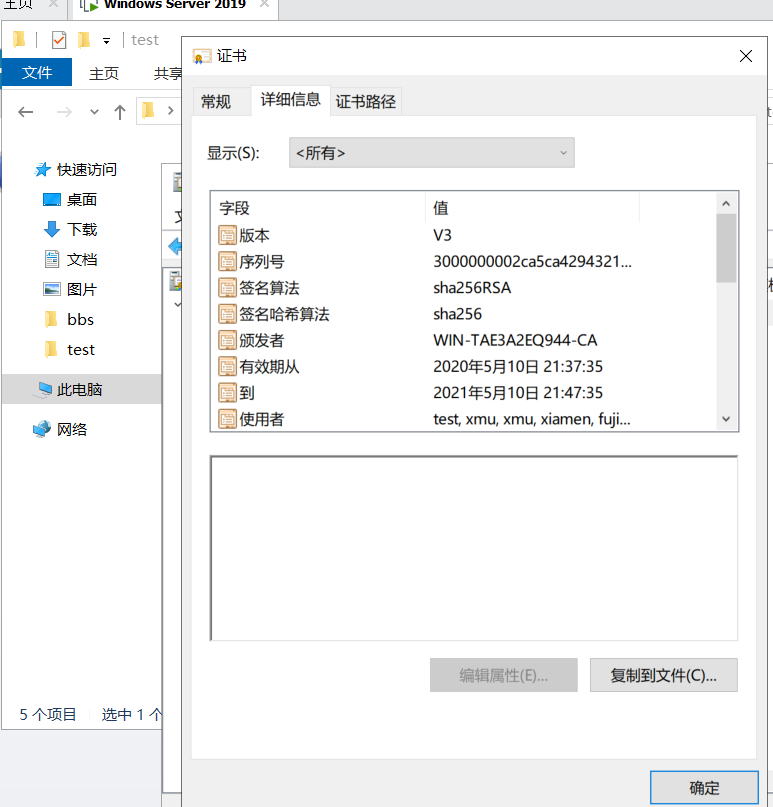 主页
Windows Server 2019
test
证书
文件
主页
共享
常规
详细信息
证书路径
显示(S):
<所有>
快速访问
桌面
下载
文档
图片
bbs
test
此电脑
网络
字段
值
版本
V3
序列号
3000000002ca5ca4294321...
签名算法
sha256RSA
签名哈希算法
sha256
颁发者
WIN-TAE3A2EQ944-CA
有效期从
2020年5月10日 21:37:35
到
2021年5月10日 21:47:35
使用者
test, xmu, xmu, xiamen, fuji...
编辑属性(E)...
复制到文件(C)...
5 个项目
选中 1 个
确定